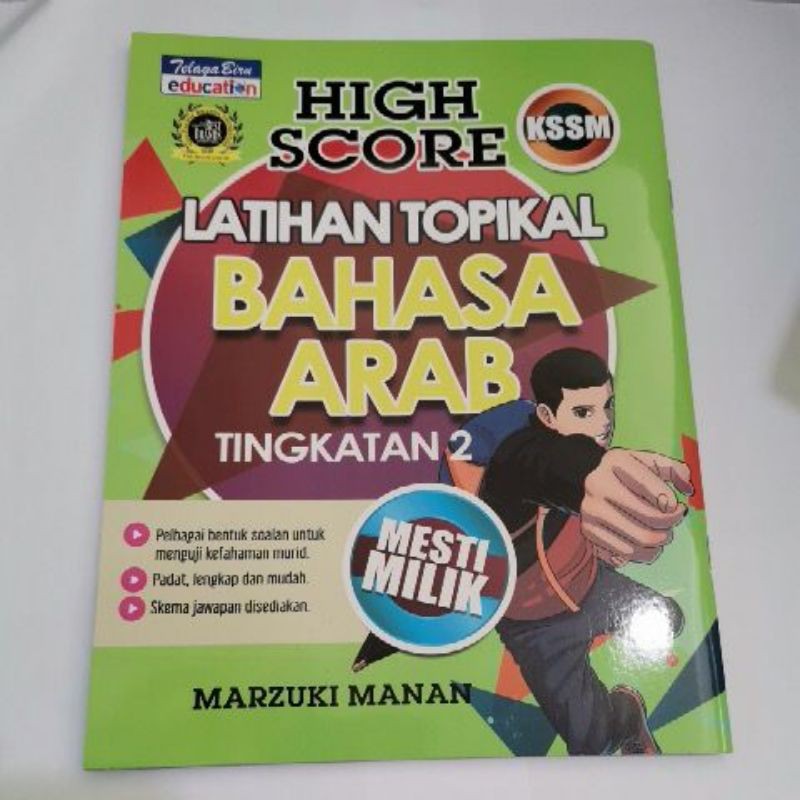 Telaga Biru
education
HIGH
SCORE
KSSM
LATIHAN TOPIKAL
BAHASA
ARAB
TINGKATAN 2
Pelbagai bentuk soalan untuk
menguji kefahaman murid.
Padat, lengkap dan mudah.
Skema jawapan disediakan.
MESTI
MILIK
MARZUKI MANAN